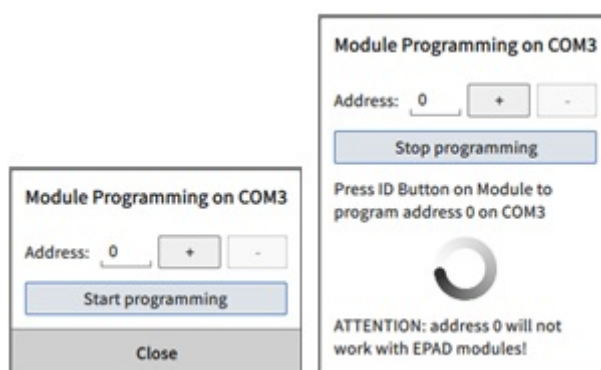 Module Programming on COM3
Address: 0 + -
Start programming
Close
Module Programming on COM3
Address: 0 + -
Stop programming
Press ID Button on Module to
program address 0 on COM3
ATTENTION: address 0 will not
work with EPAD modules!